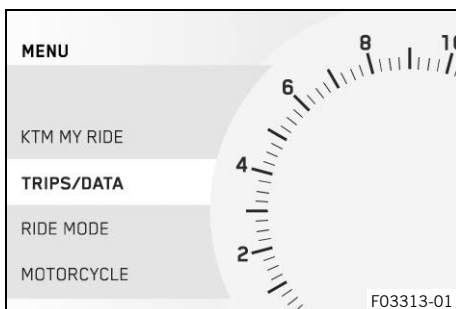 MENU
KTM MY RIDE
TRIPS/DATA
RIDE MODE
MOTORCYCLE
2
4
6
8
F03313-01